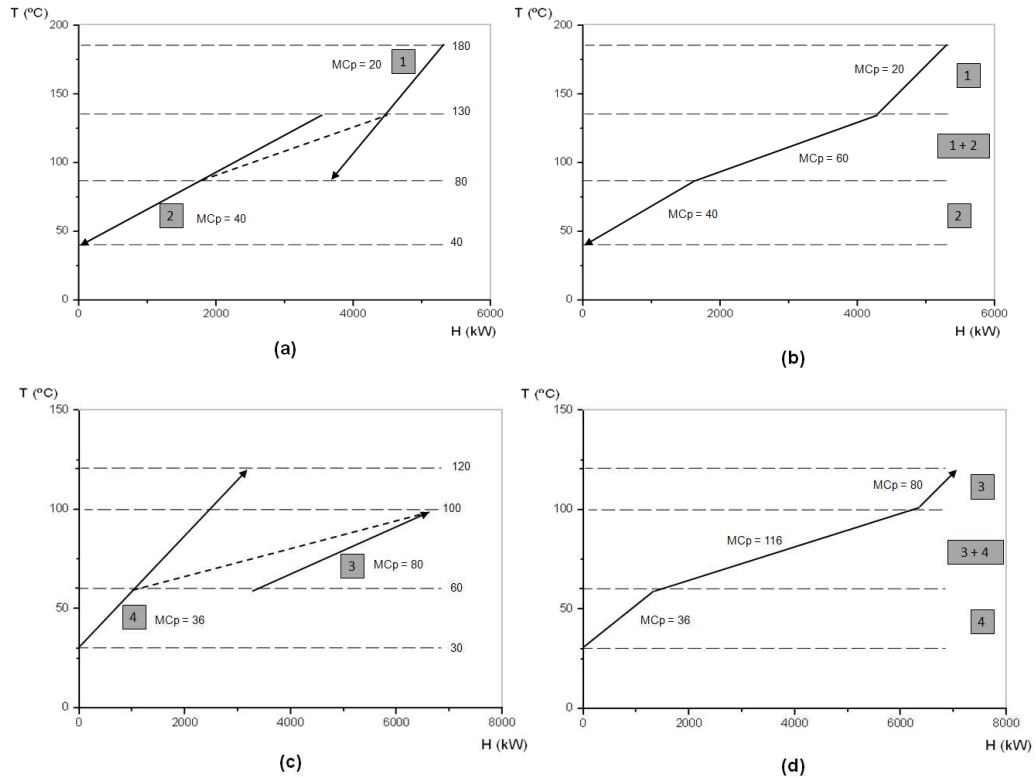 T (ºC)
200
150
100
50
0
0
2000
4000
6000
H (kW)
MCp = 20
1
180
130
80
40
2
MCp = 40
(a)
T (ºC)
200
150
100
50
0
0
2000
4000
6000
H (kW)
MCp = 20
1
MCp = 60
1 + 2
MCp = 40
2
(b)
T (ºC)
150
100
50
0
0
2000
4000
6000
8000
H (kW)
120
100
60
30
3
MCp = 80
4
MCp = 36
(c)
T (ºC)
150
100
50
0
0
2000
4000
6000
8000
H (kW)
MCp = 80
3
MCp = 116
3 + 4
MCp = 36
4
(d)